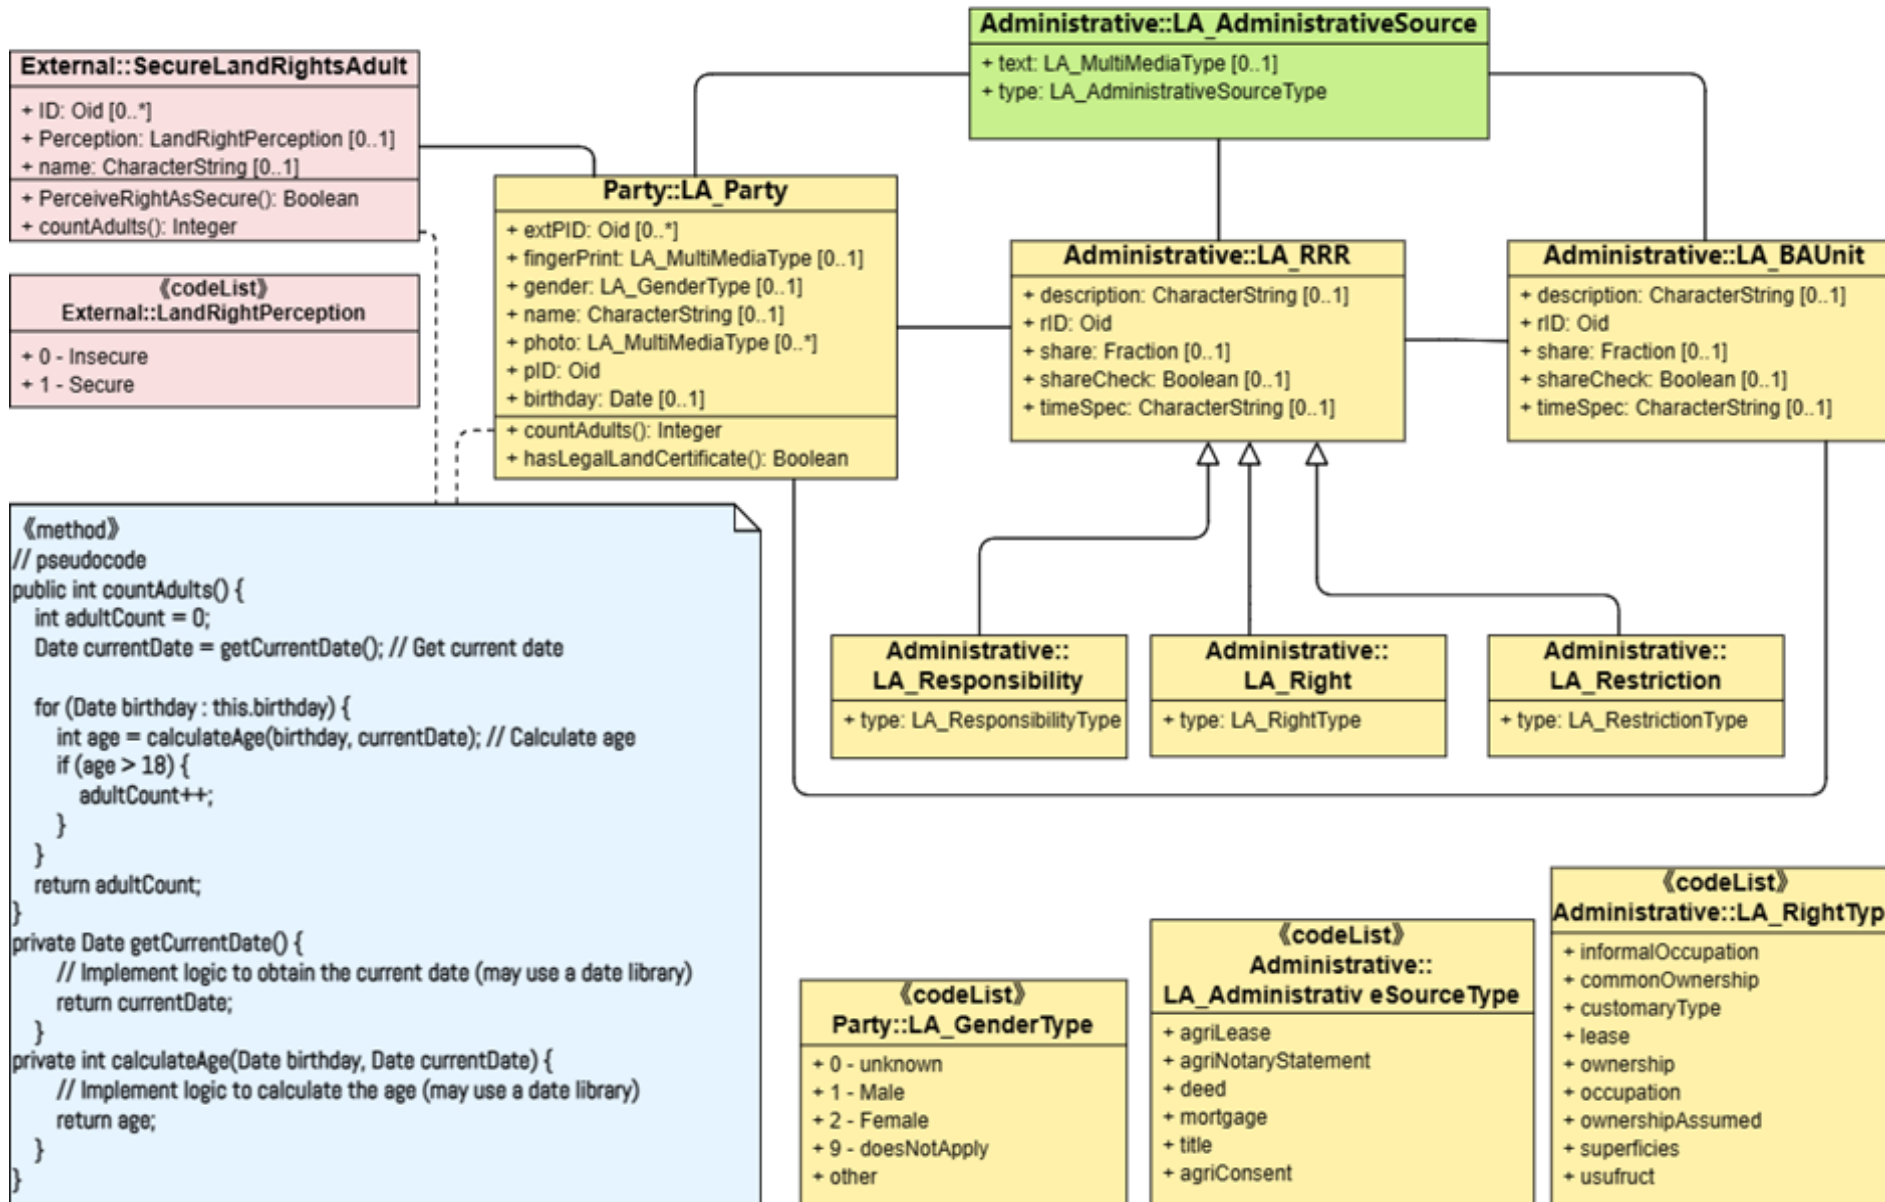 External::SecureLandRightsAdult
+ ID: Oid [0..*]
+ Perception: LandRightPerception [0..1]
+ name: CharacterString [0..1]
+ PerceiveRightAsSecure(): Boolean
+ countAdults(): Integer
《codeList》
External::LandRightPerception
+ 0 - Insecure
+ 1 - Secure
Administrative::LA_AdministrativeSource
+ text: LA_MultiMediaType [0..1]
+ type: LA_AdministrativeSourceType
Party::LA_Party
+ extPID: Oid [0..*]
+ fingerPrint: LA_MultiMediaType [0..1]
+ gender: LA_GenderType [0..1]
+ name: CharacterString [0..1]
+ photo: LA_MultiMediaType [0..*]
+ pID: Oid
+ birthday: Date [0..1]
+ countAdults(): Integer
+ hasLegalLandCertificate(): Boolean
Administrative::LA_RRR
+ description: CharacterString [0..1]
+ rID: Oid
+ share: Fraction [0..1]
+ shareCheck: Boolean [0..1]
+ timeSpec: CharacterString [0..1]
Administrative::LA_BAUnit
+ description: CharacterString [0..1]
+ rID: Oid
+ share: Fraction [0..1]
+ shareCheck: Boolean [0..1]
+ timeSpec: CharacterString [0..1]
《method》
// pseudocode
public int countAdults() {
int adultCount = 0;
Date currentDate = getCurrentDate(); // Get current date
for (Date birthday : this.birthday) {
int age = calculateAge(birthday, currentDate); // Calculate age
if (age > 18) {
adultCount++;
}
}
return adultCount;
}
private Date getCurrentDate() {
// Implement logic to obtain the current date (may use a date library)
return currentDate;
}
private int calculateAge(Date birthday, Date currentDate) {
// Implement logic to calculate the age (may use a date library)
return age;
}
}
Administrative::
LA_Responsibility
+ type: LA_ResponsibilityType
Administrative::
LA_Right
+ type: LA_RightType
Administrative::
LA_Restriction
+ type: LA_RestrictionType
《codeList》
Party::LA_GenderType
+ 0 - unknown
+ 1 - Male
+ 2 - Female
+ 9 - doesNotApply
+ other
《codeList》
Administrative::
LA_Administrativ eSourceType
+ agriLease
+ agriNotaryStatement
+ deed
+ mortgage
+ title
+ agriConsent
《codeList》
Administrative::LA_RightTyp
+ informalOccupation
+ commonOwnership
+ customaryType
+ lease
+ ownership
+ occupation
+ ownershipAssumed
+ superficies
+ usufruct